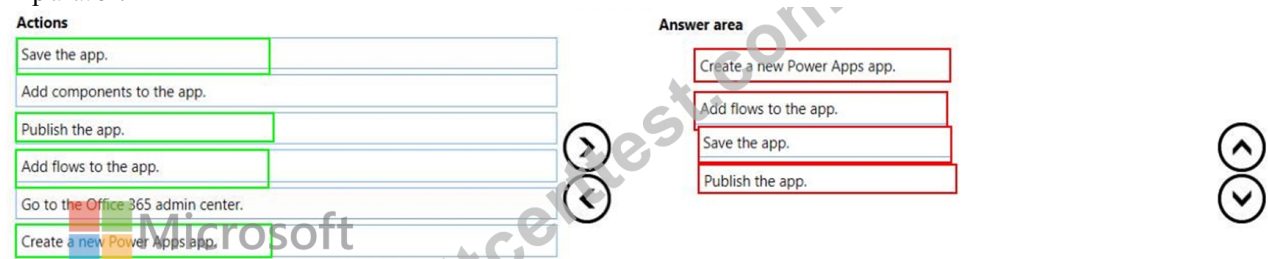 Actions
Save the app.
Add components to the app.
Publish the app.
Add flows to the app.
Go to the Office 365 admin center.
Create a new Power Apps app.
Microsoft
Answer area
Create a new Power Apps app.
Add flows to the app.
Save the app.
Publish the app.